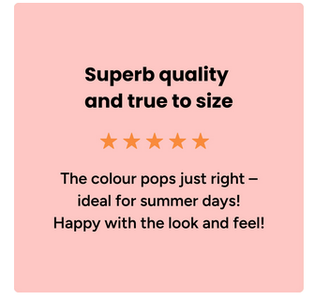 Superb quality
and true to size
The colour pops just right –
ideal for summer days!
Happy with the look and feel!